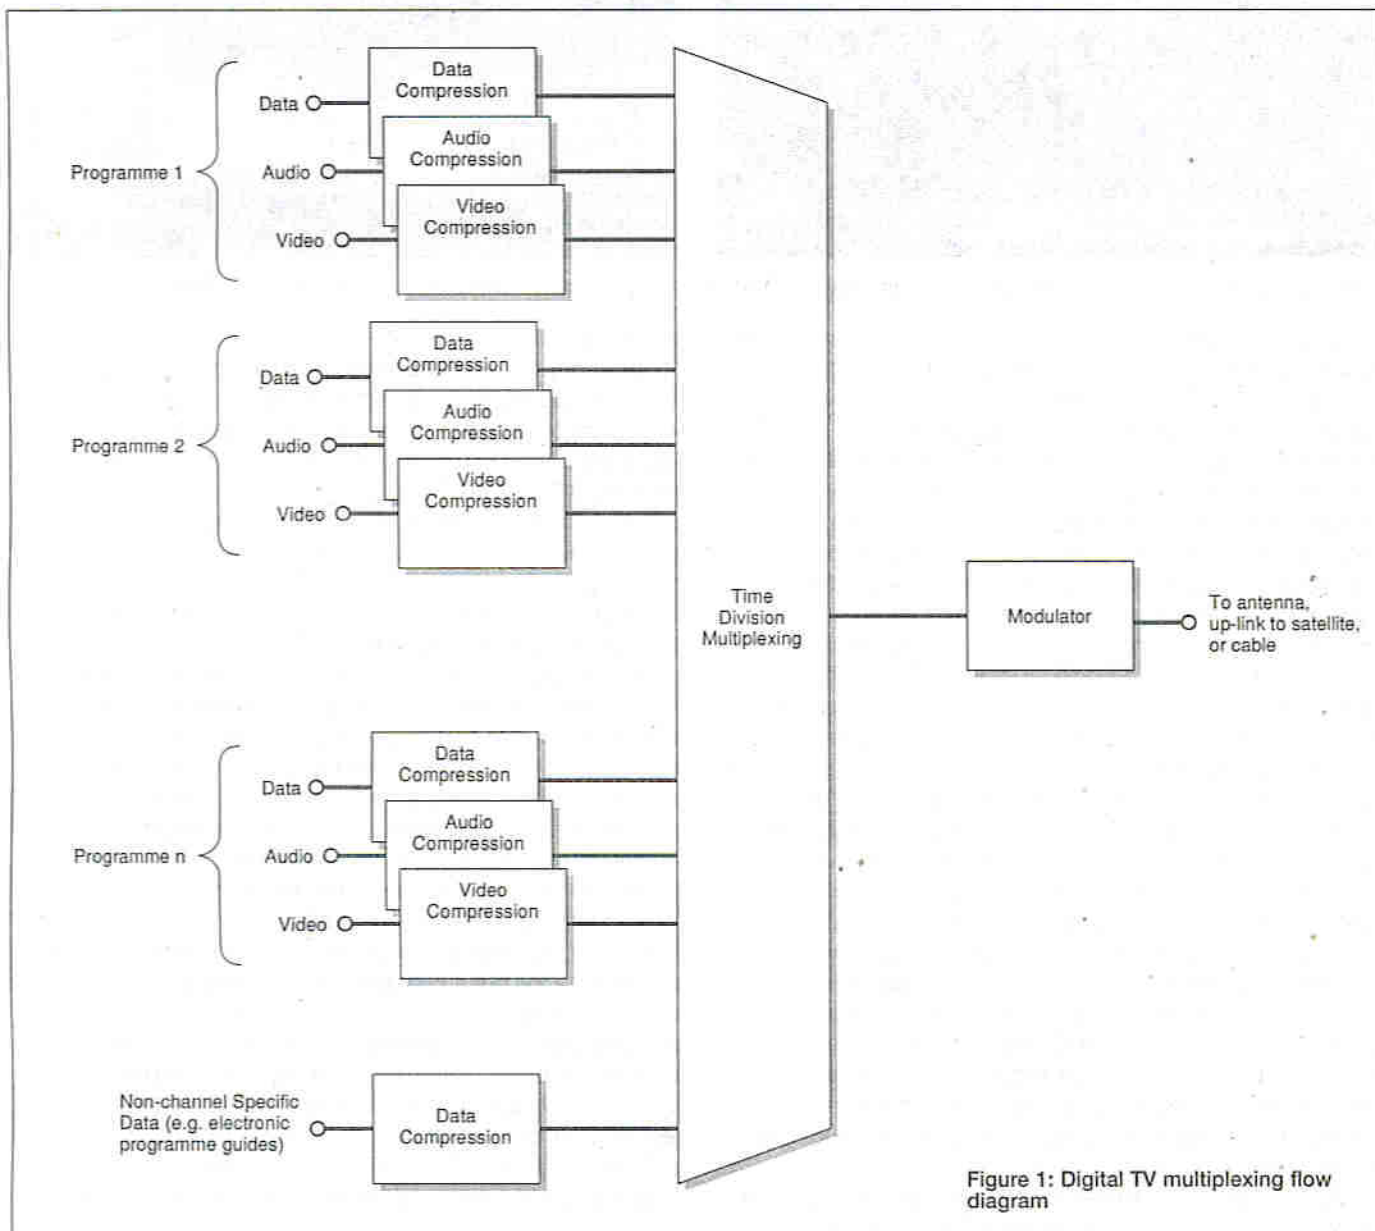 Programme 1
Data
Data
Compression
Audio
Audio
Compression
Video
Video
Compression
Programme 2
Data
Data
Compression
Audio
Audio
Compression
Video
Video
Compression
Programme n
Data
Data
Compression
Audio
Audio
Compression
Video
Video
Compression
Non-channel Specific
Data (e.g. electronic
programme guides)
Data
Compression
Time
Division
Multiplexing
Modulator
To antenna,
up-link to satellite,
or cable
Figure 1: Digital TV multiplexing flow
diagram